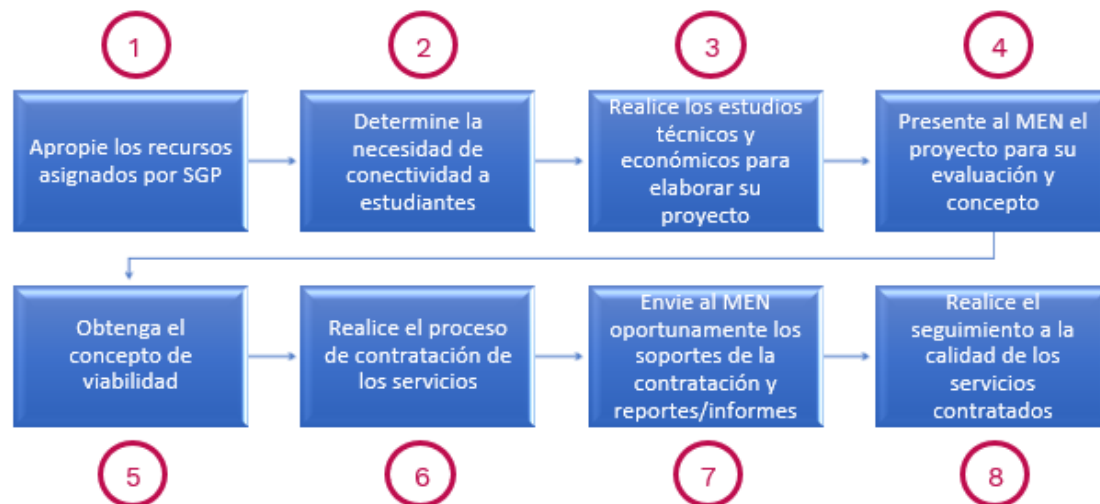 1
2
3
4
Apropie los recursos
asignados por SGP
Determine la
necesidad de
conectividad a
estudiantes
Realice los estudios
técnicos y
económicos para
elaborar su
proyecto
Presente al MEN el
proyecto para su
evaluación y
concepto
Obtenga el
concepto de
viabilidad
Realice el proceso
de contratación de
los servicios
Envie al MEN
oportunamente los
soportes de la
contratación y
reportes/informes
Realice el
seguimiento a la
calidad de los
servicios
contratados
5
6
7
8